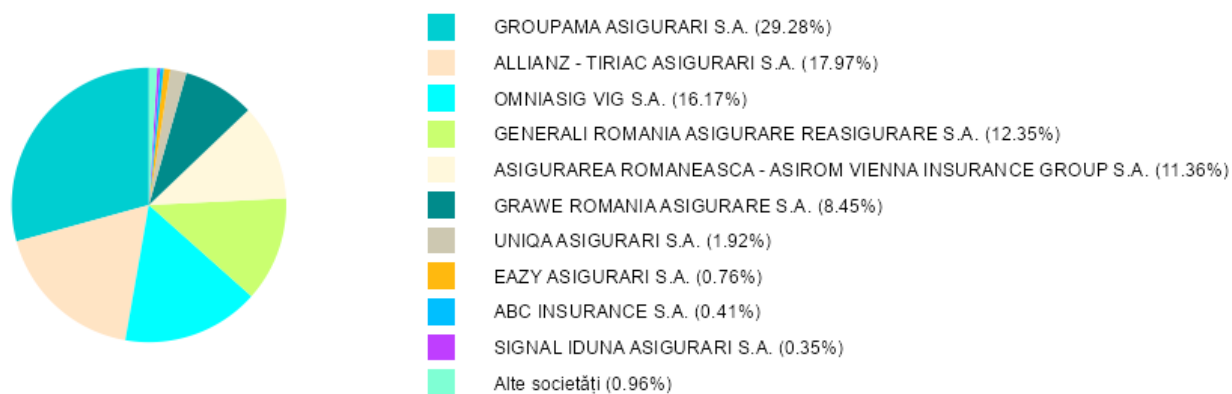 GROUPAMA ASIGURARI S.A. (29.28%)
ALLIANZ - TIRIAC ASIGURARI S.A. (17.97%)
OMNIASIG VIG S.A. (16.17%)
GENERALI ROMANIA ASIGURARE REASIGURARE S.A. (12.35%)
ASIGURAREA ROMANEASCA - ASIROM VIENNA INSURANCE GROUP S.A. (11.36%)
GRAWE ROMANIA ASIGURARE S.A. (8.45%)
UNIQA ASIGURARI S.A. (1.92%)
EAZY ASIGURARI S.A. (0.76%)
ABC INSURANCE S.A. (0.41%)
SIGNAL IDUNA ASIGURARI S.A. (0.35%)
Alte societăți (0.96%)